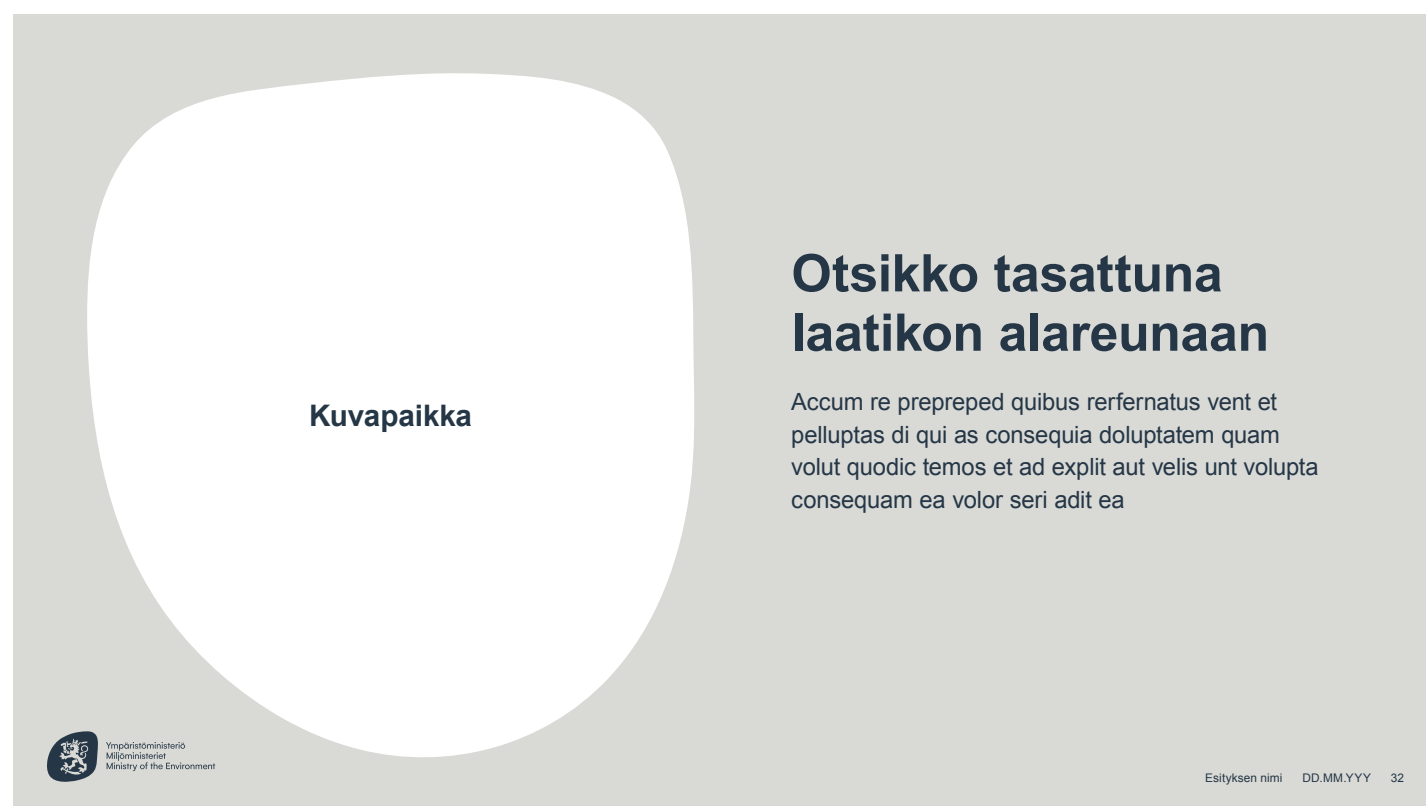 Otsikko tasattuna
laatikon alareunaan
Kuvapaikka
Accum re prepreped quibus rerfernatus vent et
pelluptas di qui as consequia doluptatem quam
volut quodic temos et ad explit aut velis unt volupta
consequam ea volor seri adit ea
Ympäristöministeriö
Miljöministeriet
Ministry of the Environment
Esityksen nimi DD.MM.YYY 32